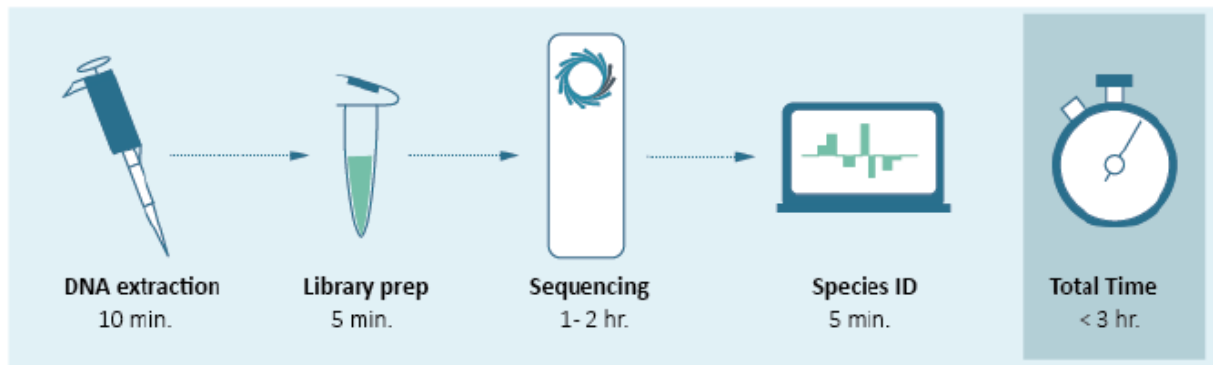 DNA extraction
10 min.
Library prep
5 min.
Sequencing
1- 2 hr.
Species ID
5 min.
Total Time
< 3 hr.